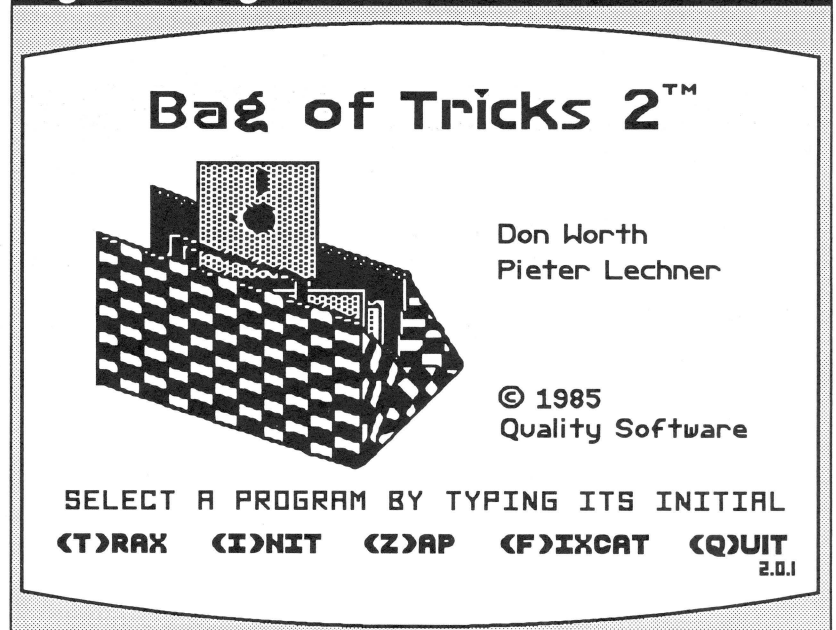 Bag of Tricks 2™
Don Worth
Pieter Lechner
© 1985
Quality Software
SELECT A PROGRAM BY TYPING ITS INITIAL
(T)RAX (I)NIT (Z)AP (F)IXCAT (Q)UIT
2.0.1